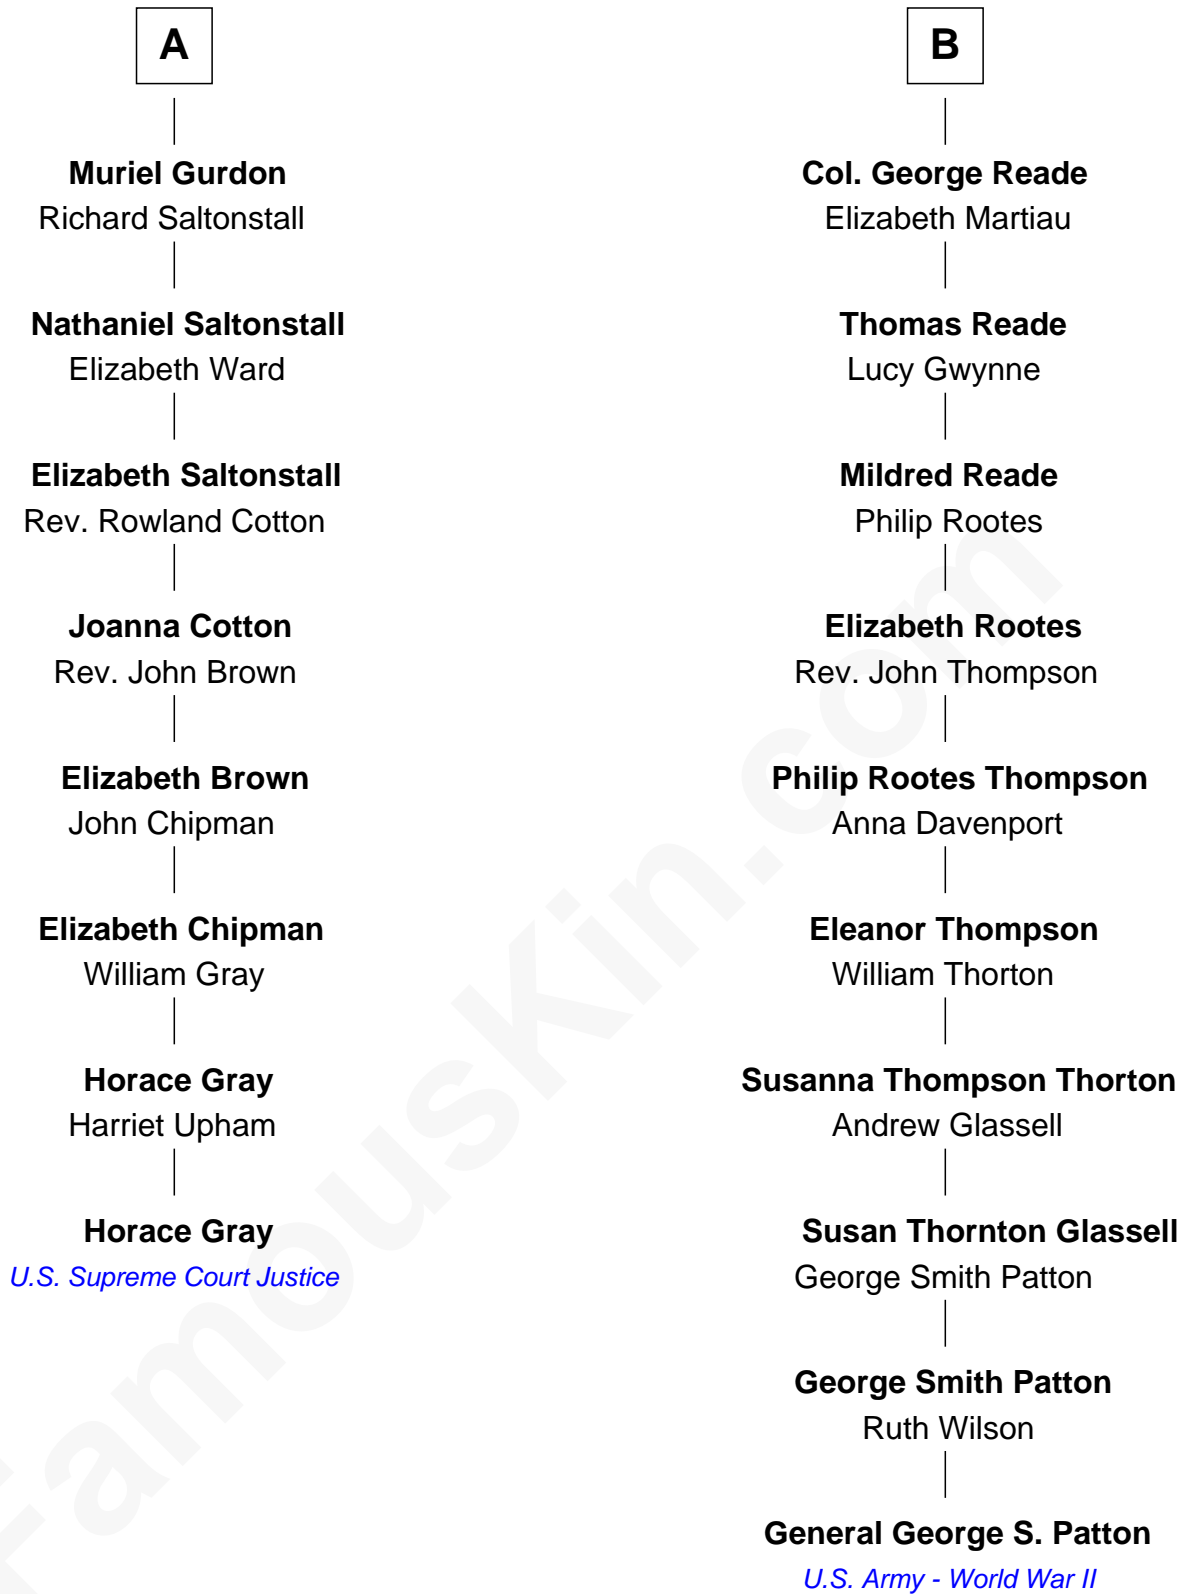 A
Muriel Gurdon
Richard Saltonstall
Nathaniel Saltonstall
Elizabeth Ward
Elizabeth Saltonstall
Rev. Rowland Cotton
Joanna Cotton
Rev. John Brown
Elizabeth Brown
John Chipman
Elizabeth Chipman
William Gray
Horace Gray
Harriet Upham
Horace Gray
U.S. Supreme Court Justice
B
Col. George Reade
Elizabeth Martiau
Thomas Reade
Lucy Gwynne
Mildred Reade
Philip Rootes
Elizabeth Rootes
Rev. John Thompson
Philip Rootes Thompson
Anna Davenport
Eleanor Thompson
William Thorton
Susanna Thompson Thorton
Andrew Glassell
Susan Thornton Glassell
George Smith Patton
George Smith Patton
Ruth Wilson
General George S. Patton
U.S. Army - World War II
FamousKin.com